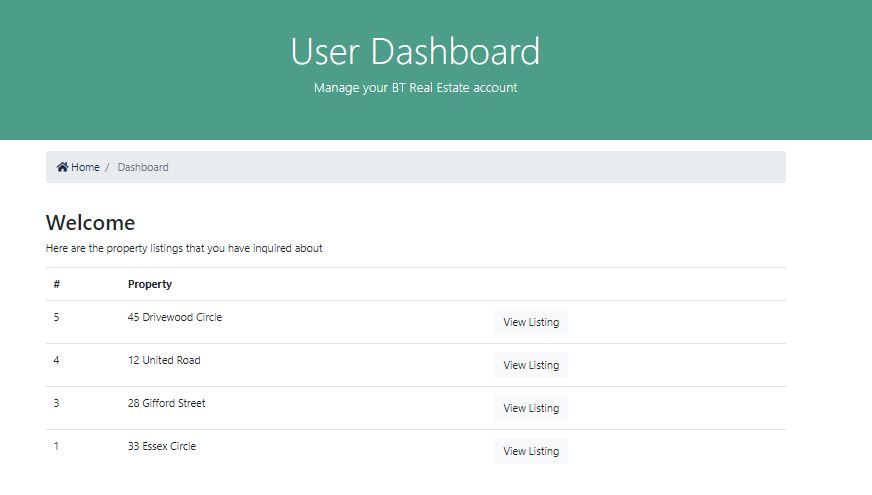 User Dashboard
Manage your BT Real Estate account
Home / Dashboard
Welcome
Here are the property listings that you have inquired about
# Property
5 45 Drivewood Circle View Listing
4 12 United Road View Listing
3 28 Gifford Street View Listing
1 33 Essex Circle View Listing